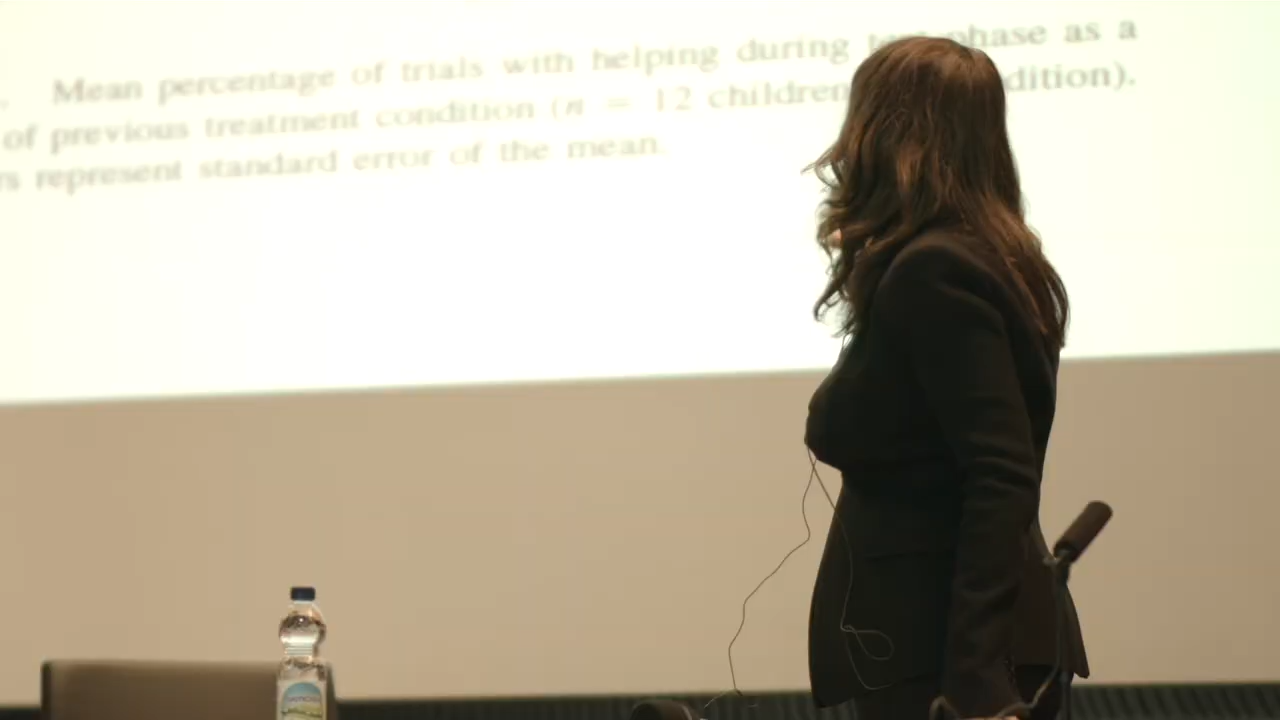 Mean percentage of trials with helping during phase as a
of previous treatment condition (n = 12 children dition).
rs represent standard error of the mean.